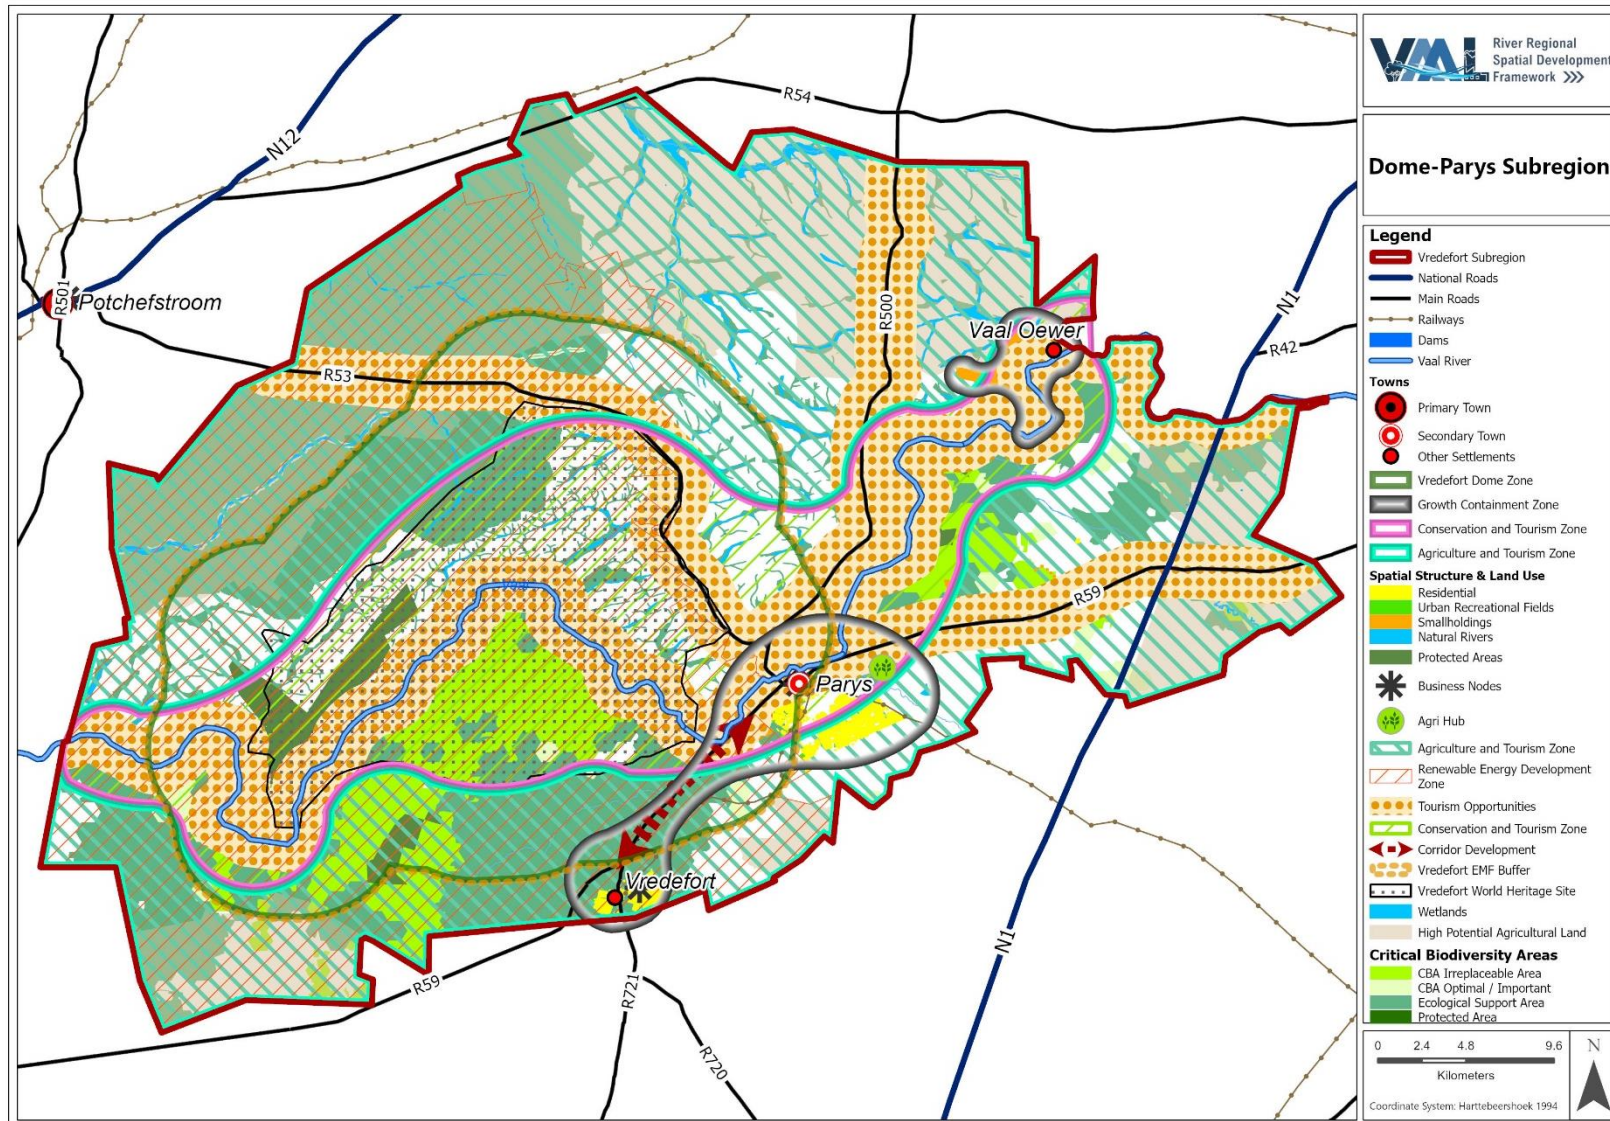 VAAL
River Regional
Spatial Development
Framework >>>
Dome-Parys Subregion
R54
N12
R501
Potchefstroom
R500
Vaal Oewer
N1
R42
R53
R59
Parys
Vredefort
N1
R59
R721
R720
Legend
Vredefort Subregion
National Roads
Main Roads
Railways
Dams
Vaal River
Towns
Primary Town
Secondary Town
Other Settlements
Vredefort Dome Zone
Growth Containment Zone
Conservation and Tourism Zone
Agriculture and Tourism Zone
Spatial Structure & Land Use
Residential
Urban Recreational Fields
Smallholdings
Natural Rivers
Protected Areas
Business Nodes
Agri Hub
Agriculture and Tourism Zone
Renewable Energy Development
Zone
Tourism Opportunities
Conservation and Tourism Zone
Corridor Development
Vredefort EMF Buffer
Vredefort World Heritage Site
Wetlands
High Potential Agricultural Land
Critical Biodiversity Areas
CBA Irreplaceable Area
CBA Optimal / Important
Ecological Support Area
Protected Area
0 2.4 4.8 9.6
Kilometers
N
Coordinate System: Harttebeershoek 1994